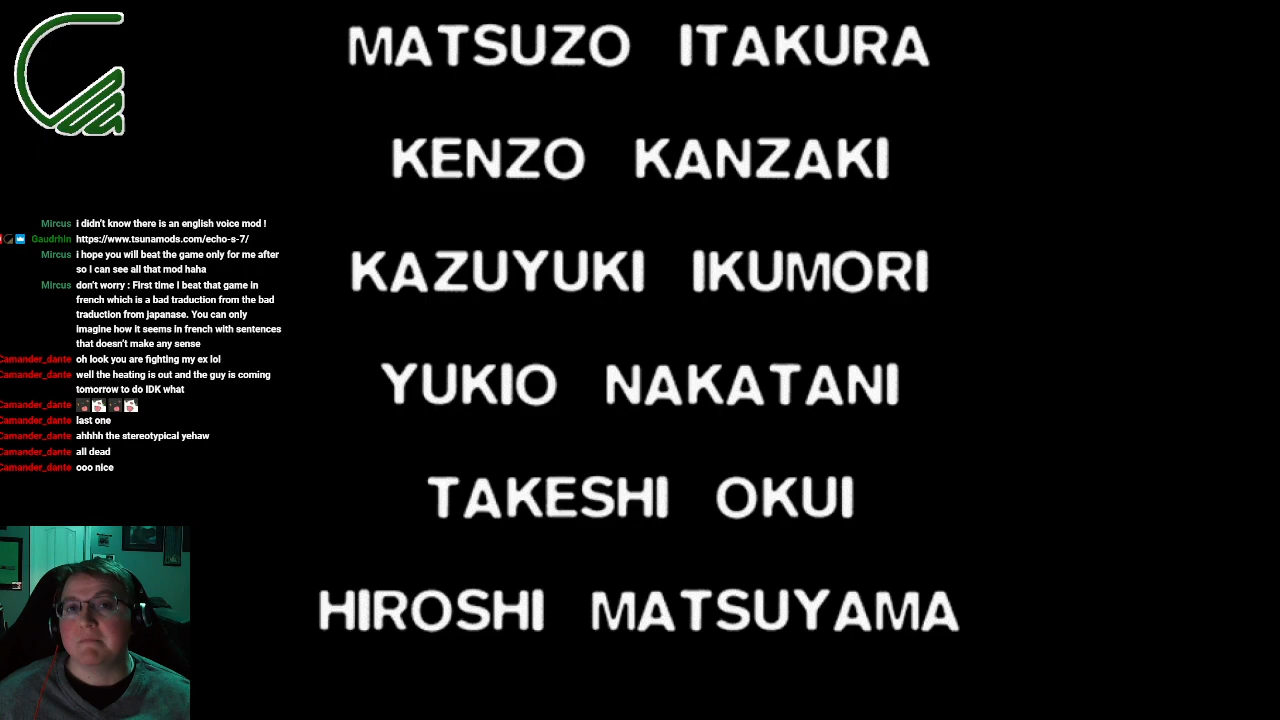 MATSUZO ITAKURA
KENZO KANZAKI
KAZUYUKI IKUMORI
YUKIO NAKATANI
TAKESHI OKUI
HIROSHI MATSUYAMA
Mircus i didn't know there is an english voice mod !
Gaudrhin https://www.tsunamods.com/echo-s-7/
Mircus i hope you will beat the game only for me after
so I can see all that mod haha
Mircus don't worry : First time I beat that game in
french which is a bad traduction from the bad
traduction from japanase. You can only
imagine how it seems in french with sentences
that doesn't make any sense
Camander_dante oh look you are fighting my ex lol
Camander_dante well the heating is out and the guy is coming
tomorrow to do IDK what
Camander_dante
Camander_dante last one
Camander_dante ahhhh the stereotypical yehaw
Camander_dante all dead
Camander_dante ooo nice